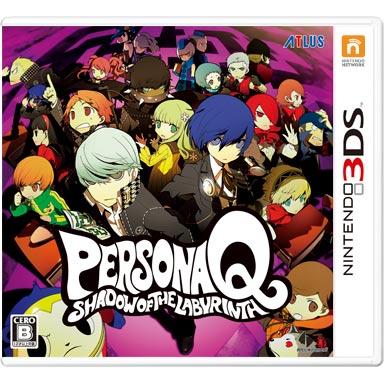 ATLUS
NINTENDO
NETWORK
NINTENDO 3DS
PERSONA Q
SHADOW OF THE LABYRINTH
CERO
B